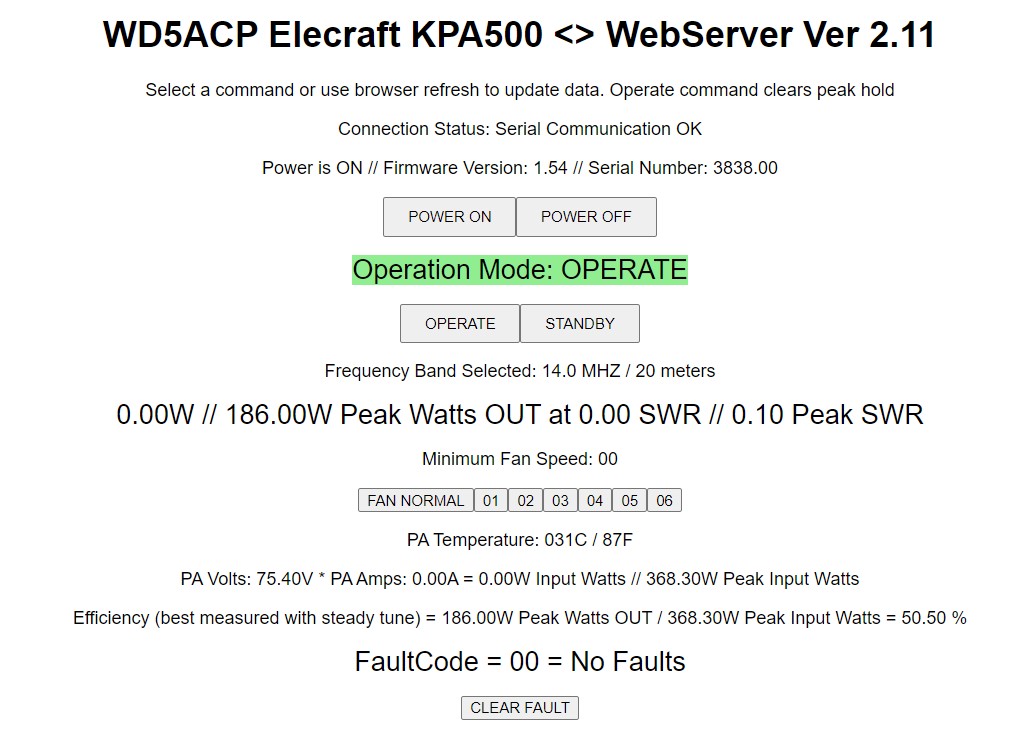 WD5ACP Elecraft KPA500 <> WebServer Ver 2.11
Select a command or use browser refresh to update data. Operate command clears peak hold
Connection Status: Serial Communication OK
Power is ON // Firmware Version: 1.54 // Serial Number: 3838.00
POWER ON POWER OFF
Operation Mode: OPERATE
OPERATE STANDBY
Frequency Band Selected: 14.0 MHZ / 20 meters
0.00W // 186.00W Peak Watts OUT at 0.00 SWR // 0.10 Peak SWR
Minimum Fan Speed: 00
FAN NORMAL 01 02 03 04 05 06
PA Temperature: 031C / 87F
PA Volts: 75.40V * PA Amps: 0.00A = 0.00W Input Watts // 368.30W Peak Input Watts
Efficiency (best measured with steady tune) = 186.00W Peak Watts OUT / 368.30W Peak Input Watts = 50.50 %
FaultCode = 00 = No Faults
CLEAR FAULT